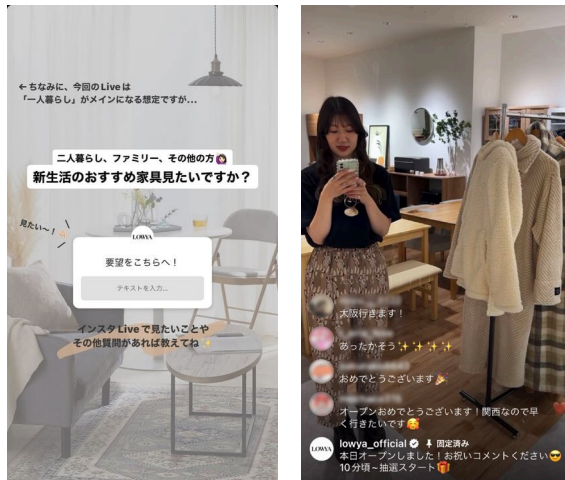 ← ちなみに、今回のLiveは
「一人暮らし」がメインになる想定ですが…
二人暮らし、ファミリー、その他の方🙆🏻‍♀️
新生活のおすすめ家具見たいですか？
見たい〜！
LOWYA
要望をこちらへ！
テキストを入力...
インスタLiveで見たいことや
その他質問があれば教えてね✨
大阪行きます！
あったかそう✨✨✨✨
おめでとうございます🎉
オープンおめでとうございます！関西なので早
く行きたいです🥰
LOWYA
lowya_official 固定済み
本日オープンしました！お祝いコメントください😎
10分頃~抽選スタート🎁